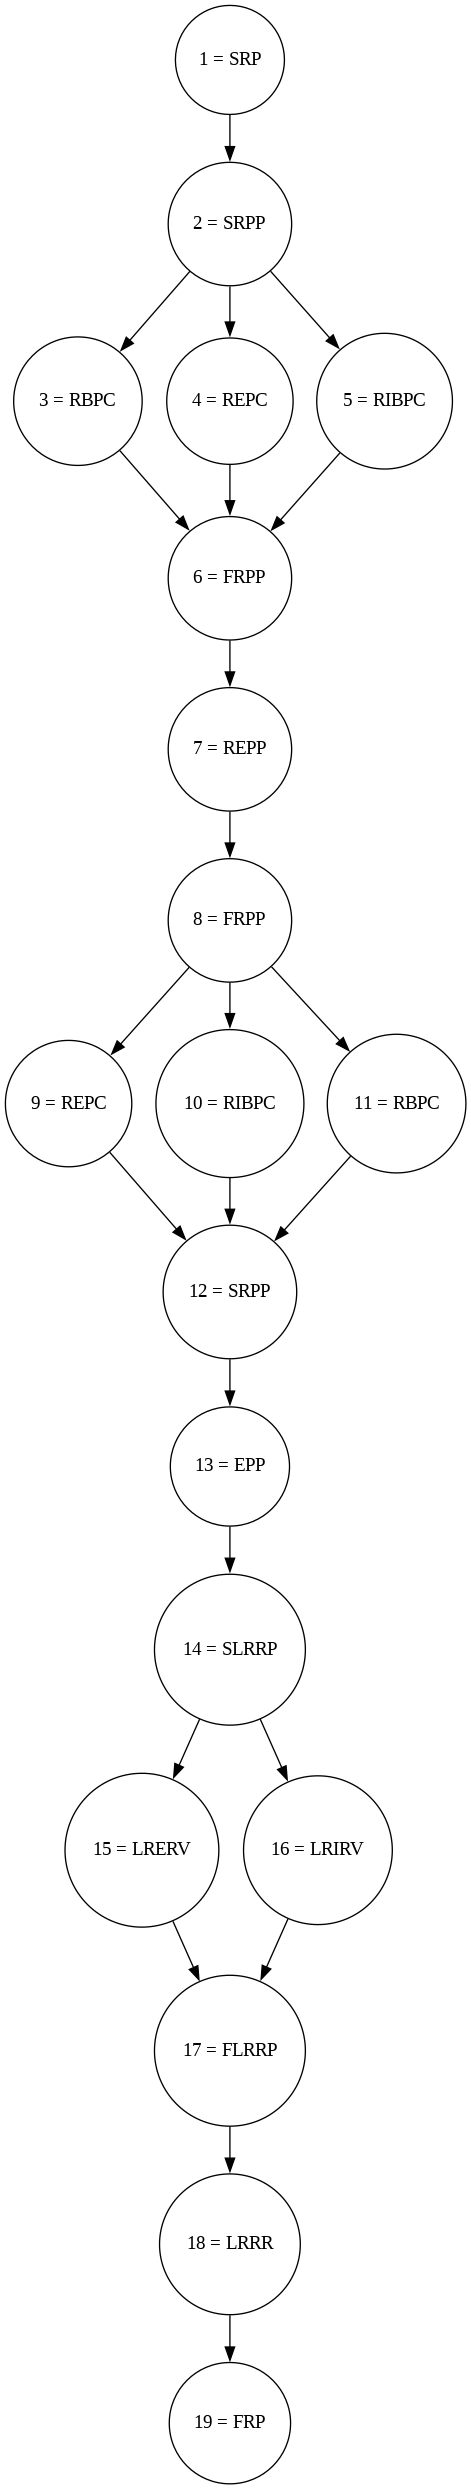 1 = SRP
2 = SRPP
3 = RBPC
4 = REPC
5 = RIBPC
6 = FRPP
7 = REPP
8 = FRPP
9 = REPC
10 = RIBPC
11 = RBPC
12 = SRPP
13 = EPP
14 = SLRRP
15 = LRERV
16 = LRIRV
17 = FLRRP
18 = LRRR
19 = FRP